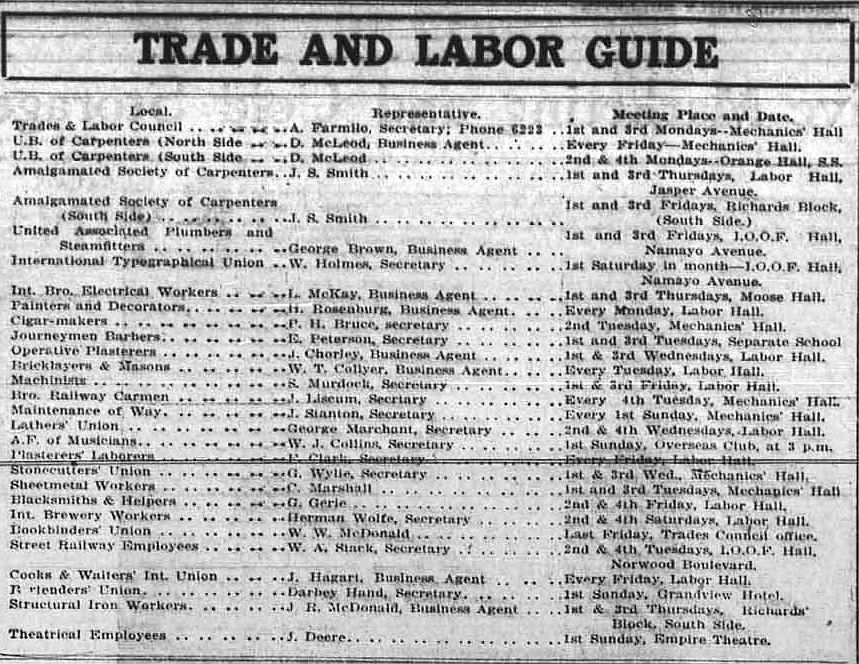 TRADE AND LABOR GUIDE
Local. Representative. Meeting Place and Date.
Trades & Labor Council .. .. .. .. A. Farmilo, Secretary; Phone 6223 .. 1st and 3rd Mondays--Mechanics' Hall
U.B. of Carpenters (North Side .. .. D. McLeod, Business Agent.. .. .. .. Every Friday—Mechanic's Hall.
U.B. of Carpenters (South Side .. .. D. McLeod .. .. .. .. .. .. .. .. 2nd & 4th Mondays--Orange Hall, S.S.
Amalgamated Society of Carpenters.. J. S. Smith .. .. .. .. .. .. .. .. 1st and 3rd Thursdays, Labor Hall,
Jasper Avenue.
Amalgamated Society of Carpenters 1st and 3rd Fridays, Richards Block,
(South Side) .. .. .. .. .. .. J. S. Smith .. .. .. .. .. .. .. .. (South Side.)
United Associated Plumbers and 1st and 3rd Fridays, I.O.O.F. Hall,
Steamfitters .. .. .. .. .. .. George Brown, Business Agent .. .. Namayo Avenue.
International Typographical Union .. W. Holmes, Secretary .. .. .. .. .. 1st Saturday in month—I.O.O.F. Hall,
Namayo Avenue.
Int. Bro. Electrical Workers .. .. .. L. McKay, Business Agent .. .. .. .. 1st and 3rd Thursdays, Moose Hall.
Painters and Decorators. .. .. .. .. H. Rosenburg, Business Agent. .. .. Every Monday, Labor Hall.
Cigar-makers .. .. .. .. .. .. .. P. H. Bruce, secretary .. .. .. .. .. 2nd Tuesday, Mechanics' Hall.
Journeymen Barbers. .. .. .. .. .. E. Peterson, Secretary .. .. .. .. .. 1st and 3rd Tuesdays, Separate School
Operative Plasterers .. .. .. .. .. J. Chorley, Business Agent .. .. .. 1st & 3rd Wednesdays, Labor Hall.
Bricklayers & Masons .. .. .. .. .. W. T. Collyer, Business Agent.. .. .. Every Tuesday, Labor Hall.
Machinists .. .. .. .. .. .. .. .. S. Murdock, Secretary .. .. .. .. .. 1st & 3rd Friday, Labor Hall.
Bro. Railway Carmen .. .. .. .. .. J. Liscum, Secrtary .. .. .. .. .. Every 4th Tuesday, Mechanics' Hall.
Maintenance of Way. .. .. .. .. .. J. Stanton, Secretary .. .. .. .. .. Every 1st Sunday, Mechanics' Hall.
Lathers' Union .. .. .. .. .. .. .. George Marchant, Secretary .. .. .. 2nd & 4th Wednesdays, Labor Hall.
A.F. of Musicians.. .. .. .. .. .. W. J. Collins, Secretary .. .. .. .. 1st Sunday, Overseas Club, at 3 p.m.
Plasterers' Laborers .. .. .. .. .. F. Clark, Secretary .. .. .. .. .. Every Friday, Labor Hall.
Stonecutters' Union .. .. .. .. .. G. Wylie, Secretary .. .. .. .. .. 1st & 3rd Wed., Mechanics' Hall.
Sheetmetal Workers .. .. .. .. .. C. Marshall .. .. .. .. .. .. .. .. 1st and 3rd Tuesdays, Mechanics' Hall
Blacksmiths & Helpers .. .. .. .. G. Gerie .. .. .. .. .. .. .. .. .. 2nd & 4th Friday, Labor Hall.
Int. Brewery Workers .. .. .. .. .. Herman Wolfe, Secretary .. .. .. .. 2nd & 4th Saturdays, Labor Hall.
Bookbinders' Union .. .. .. .. .. W. W. McDonald .. .. .. .. .. .. .. Last Friday, Trades Council office.
Street Railway Employees .. .. .. .. W. A. Stack, Secretary .. .. .. .. .. 2nd & 4th Tuesdays, I.O.O.F. Hall,
Norwood Boulevard.
Cooks & Waiters' Int. Union .. .. .. J. Hagart, Business Agent .. .. .. Every Friday, Labor Hall.
Bartenders' Union. .. .. .. .. .. Darbey Hand, Secretary. .. .. .. .. 1st Sunday, Grandview Hotel.
Structural Iron Workers. .. .. .. .. J R. McDonald, Business Agent .. .. 1st & 3rd Thursdays, Richards'
Block, South Side.
Theatrical Employees .. .. .. .. .. J. Deere. .. .. .. .. .. .. .. .. .. 1st Sunday, Empire Theatre.